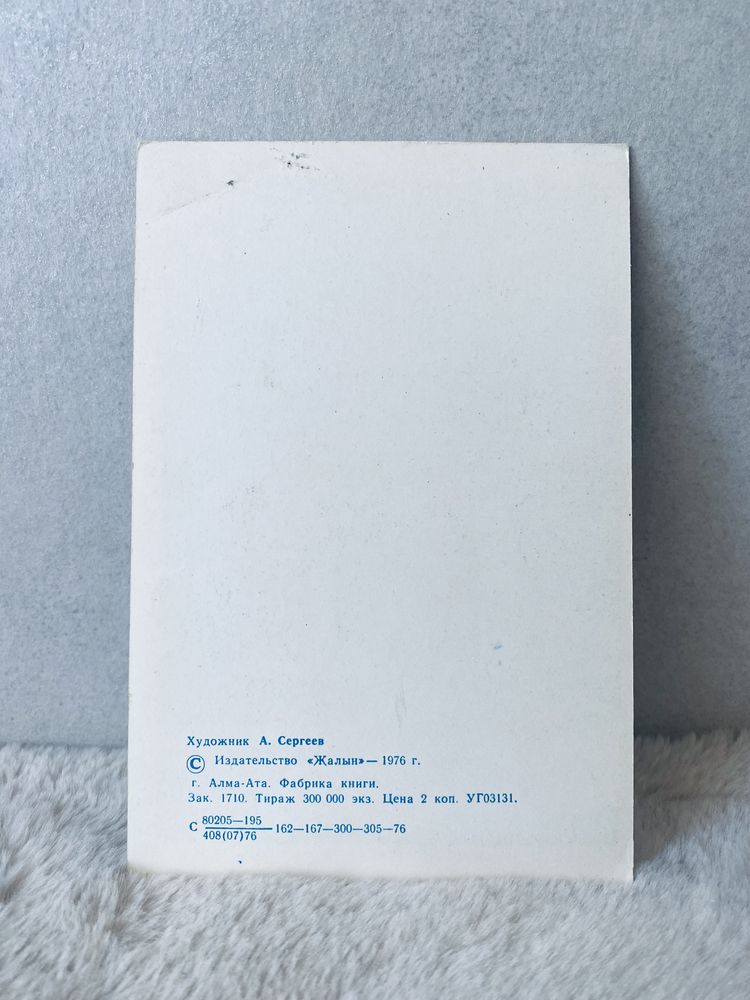 Художник А. Сергеев
© Издательство «Жалын»— 1976 г.
г. Алма-Ата. Фабрика книги.
Зак. 1710. Тираж 300 000 экз. Цена 2 коп. УГ03131.
С 80205—195
408(07)76 —162—167—300—305—76